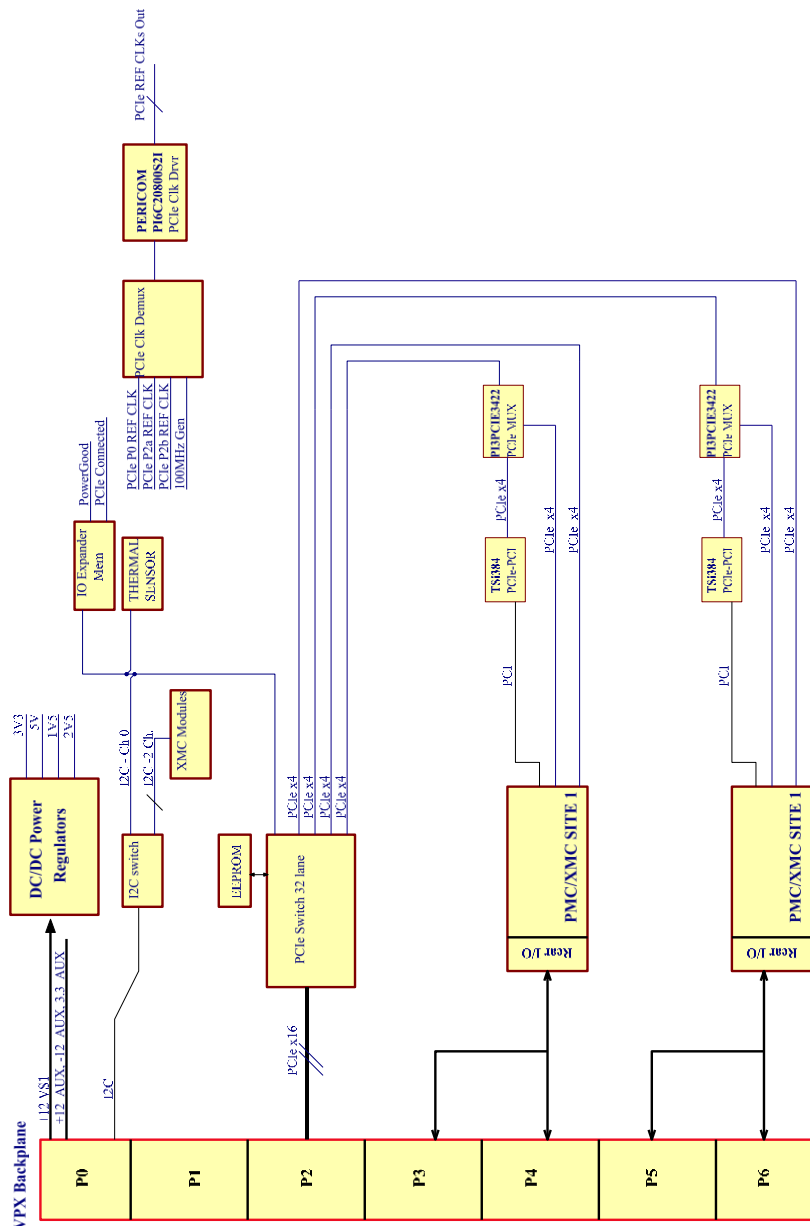 VPX Backplane
P0
P1
P2
P3
P4
P5
P6
+12 VS1
+12 AUX, -12 AUX, 3.3 AUX
DC/DC Power
Regulators
3V3
5V
1V5
2V5
I2C
I2C switch
I2C - Ch 0
I2C -2 Ch.
XMC Modules
IO Expander
Mem
PowerGood
PCIe Connected
THERMAL
SENSOR
PCIe P0 REF CLK
PCIe P2a REF CLK
PCIe P2b REF CLK
100MHz Gen
PCIe Clk Demux
PERICOM
PI6C20800S2I
PCIe Clk Drvr
PCIe REF CLKs Out
EEPROM
PCIe Switch 32 lane
PCIe x16
PCIe x4
PCIe x4
PCIe x4
PCIe x4
Rear I/O
PMC/XMC SITE 1
PCI
TSi384
PCIe-PCI
PCIe x4
PCIe x4
PCIe x4
PI3PCIE3422
PCIe MUX
Rear I/O
PMC/XMC SITE 1
PCI
TSi384
PCIe-PCI
PCIe x4
PCIe x4
PCIe x4
PI3PCIE3422
PCIe MUX